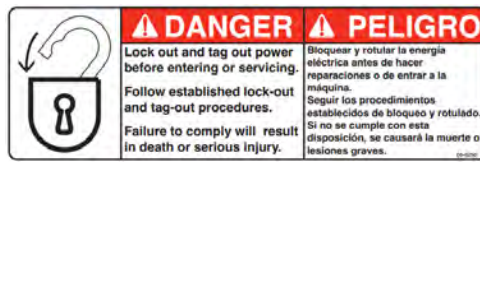 DANGER
Lock out and tag out power
before entering or servicing.
Follow established lock-out
and tag-out procedures.
Failure to comply will result
in death or serious injury.
PELIGRO
Bloquear y rotular la energía
eléctrica antes de hacer
reparaciones o de entrar a la
máquina.
Seguir los procedimientos
establecidos de bloqueo y rotulado.
Si no se cumple con esta
disposición, se causará la muerte o
lesiones graves.